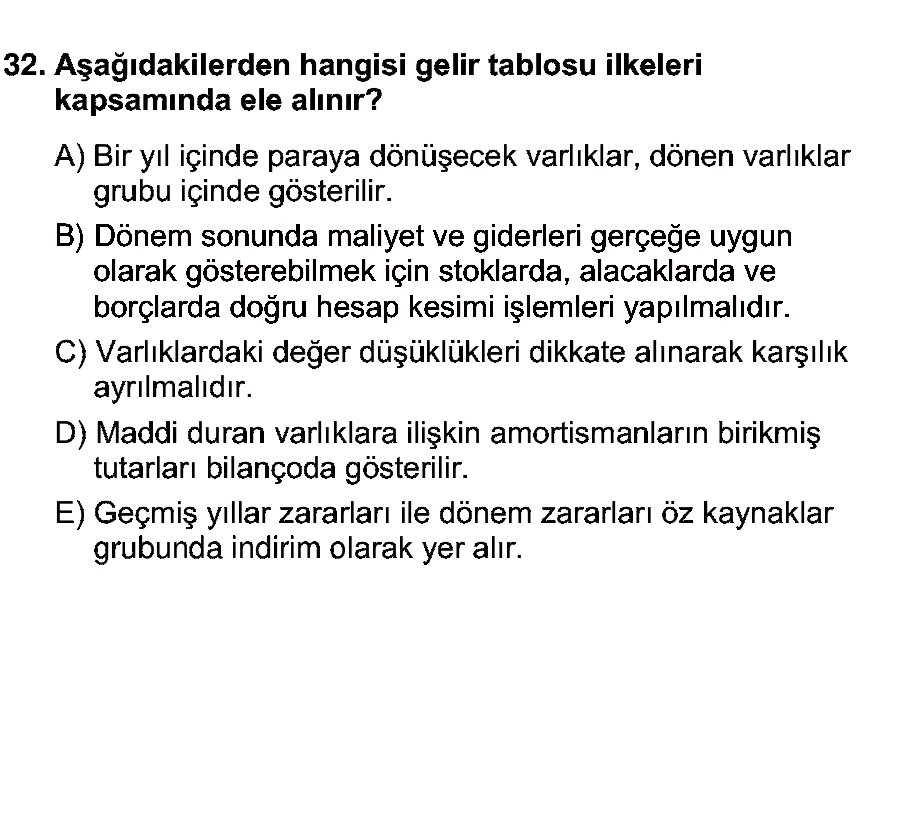 32. Aşağıdakilerden hangisi gelir tablosu ilkeleri
kapsamında ele alınır?
A) Bir yıl içinde paraya dönüşecek varlıklar, dönen varlıklar
grubu içinde gösterilir.
B) Dönem sonunda maliyet ve giderleri gerçeğe uygun
olarak gösterebilmek için stoklarda, alacaklarda ve
borçlarda doğru hesap kesimi işlemleri yapılmalıdır.
C) Varlıklardaki değer düşüklükleri dikkate alınarak karşılık
ayrılmalıdır.
D) Maddi duran varlıklara ilişkin amortismanların birikmiş
tutarları bilançoda gösterilir.
E) Geçmiş yıllar zararları ile dönem zararları öz kaynaklar
grubunda indirim olarak yer alır.